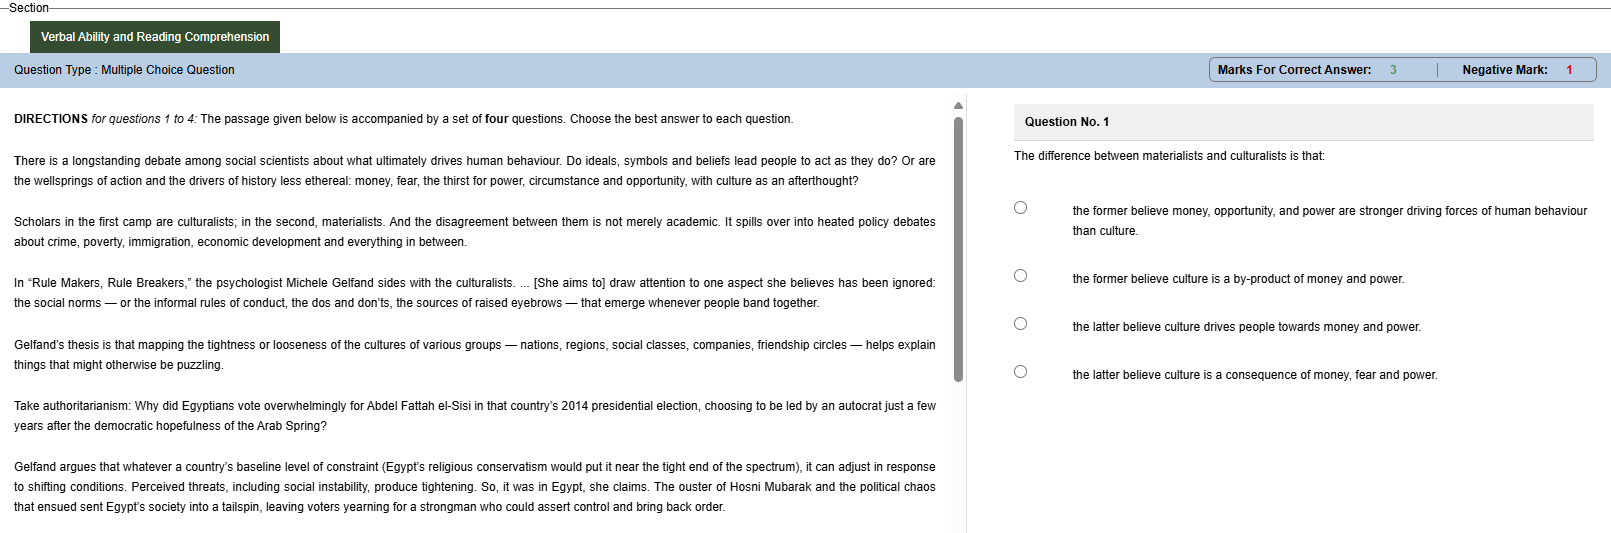 Section
Verbal Ability and Reading Comprehension
Question Type : Multiple Choice Question
Marks For Correct Answer: 3 | Negative Mark: 1
DIRECTIONS for questions 1 to 4: The passage given below is accompanied by a set of four questions. Choose the best answer to each question.
There is a longstanding debate among social scientists about what ultimately drives human behaviour. Do ideals, symbols and beliefs lead people to act as they do? Or are
the wellsprings of action and the drivers of history less ethereal: money, fear, the thirst for power, circumstance and opportunity, with culture as an afterthought?
Scholars in the first camp are culturalists; in the second, materialists. And the disagreement between them is not merely academic. It spills over into heated policy debates
about crime, poverty, immigration, economic development and everything in between.
In “Rule Makers, Rule Breakers,” the psychologist Michele Gelfand sides with the culturalists. ... [She aims to] draw attention to one aspect she believes has been ignored:
the social norms — or the informal rules of conduct, the dos and don’ts, the sources of raised eyebrows — that emerge whenever people band together.
Gelfand’s thesis is that mapping the tightness or looseness of the cultures of various groups — nations, regions, social classes, companies, friendship circles — helps explain
things that might otherwise be puzzling.
Take authoritarianism: Why did Egyptians vote overwhelmingly for Abdel Fattah el-Sisi in that country’s 2014 presidential election, choosing to be led by an autocrat just a few
years after the democratic hopefulness of the Arab Spring?
Gelfand argues that whatever a country’s baseline level of constraint (Egypt’s religious conservatism would put it near the tight end of the spectrum), it can adjust in response
to shifting conditions. Perceived threats, including social instability, produce tightening. So, it was in Egypt, she claims. The ouster of Hosni Mubarak and the political chaos
that ensued sent Egypt’s society into a tailspin, leaving voters yearning for a strongman who could assert control and bring back order.
Question No. 1
The difference between materialists and culturalists is that:
the former believe money, opportunity, and power are stronger driving forces of human behaviour
than culture.
the former believe culture is a by-product of money and power.
the latter believe culture drives people towards money and power.
the latter believe culture is a consequence of money, fear and power.